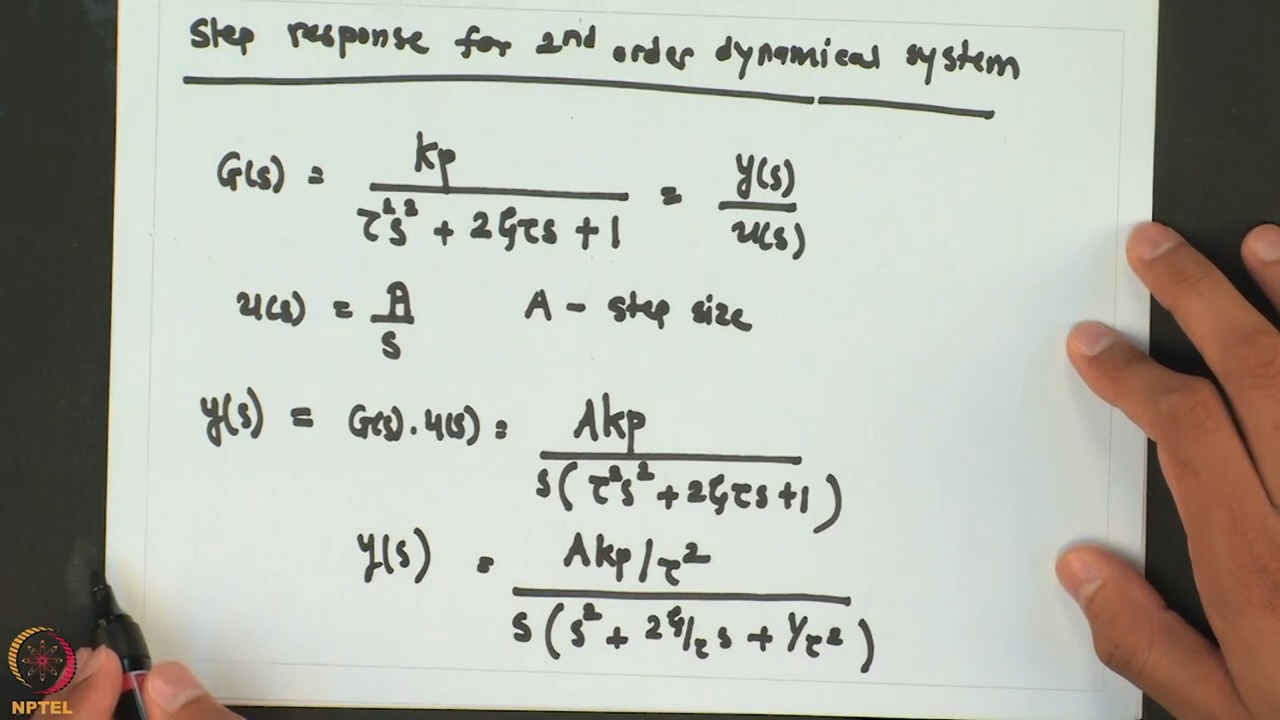 Step response for 2nd order dynamical system
G(s) = kp / (τ²s² + 2ζτs + 1) = y(s) / u(s)
u(s) = A / s A - step size
y(s) = G(s) . u(s) = Akp / s(τ²s² + 2ζτs + 1)
y(s) = Akp/τ² / s(s² + 2ζ/τ s + 1/τ²)
NPTEL